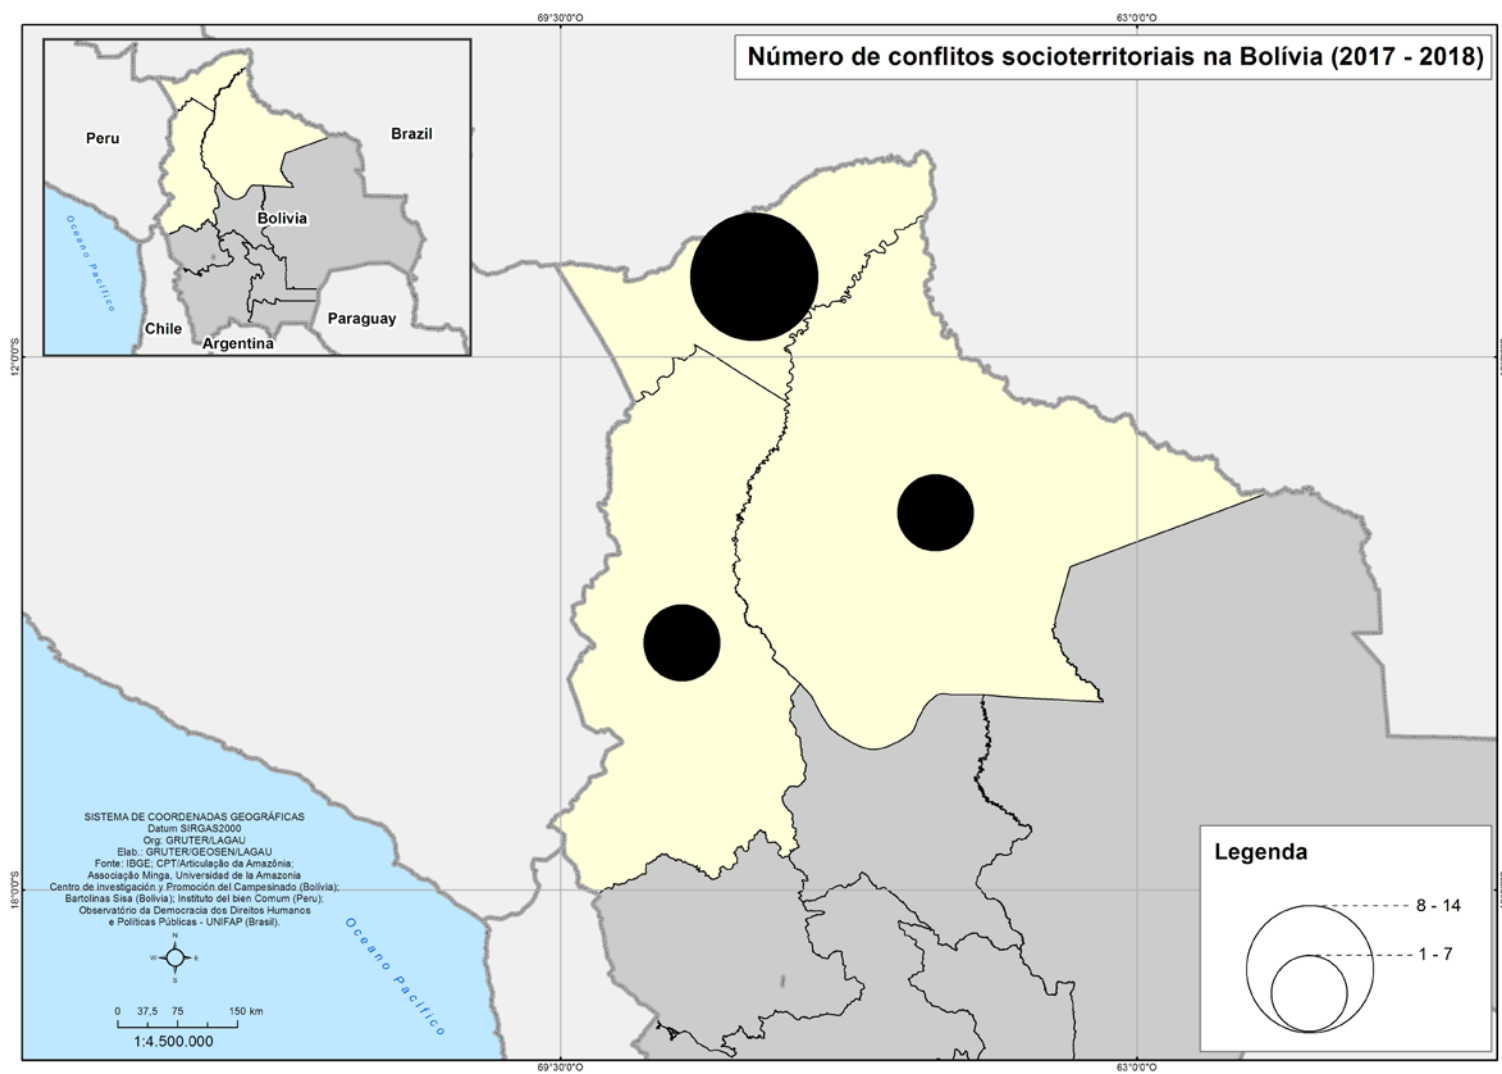 69°30'0"O
63°0'0"O
Número de conflitos socioterritoriais na Bolívia (2017 - 2018)
Peru
Brazil
Bolivia
Oceano Pacífico
Chile
Paraguay
Argentina
12°0'0"S
18°0'0"S
SISTEMA DE COORDENADAS GEOGRÁFICAS
Datum SIRGAS2000
Org: GRUTER/LAGAU
Elab.: GRUTER/GEOSEN/LAGAU
Fonte: IBGE; CPT/Articulação da Amazônia;
Associação Minga, Universidad de la Amazonia
Centro de investigación y Promoción del Campesinado (Bolívia);
Bartolinas Sisa (Bolivia); Instituto del bien Comum (Peru);
Observatório da Democracia dos Direitos Humanos
e Políticas Públicas - UNIFAP (Brasil).
N
W
E
S
Oceano Pacífico
0 37,5 75 150 km
1:4.500.000
Legenda
8 - 14
1 - 7
69°30'0"O
63°0'0"O